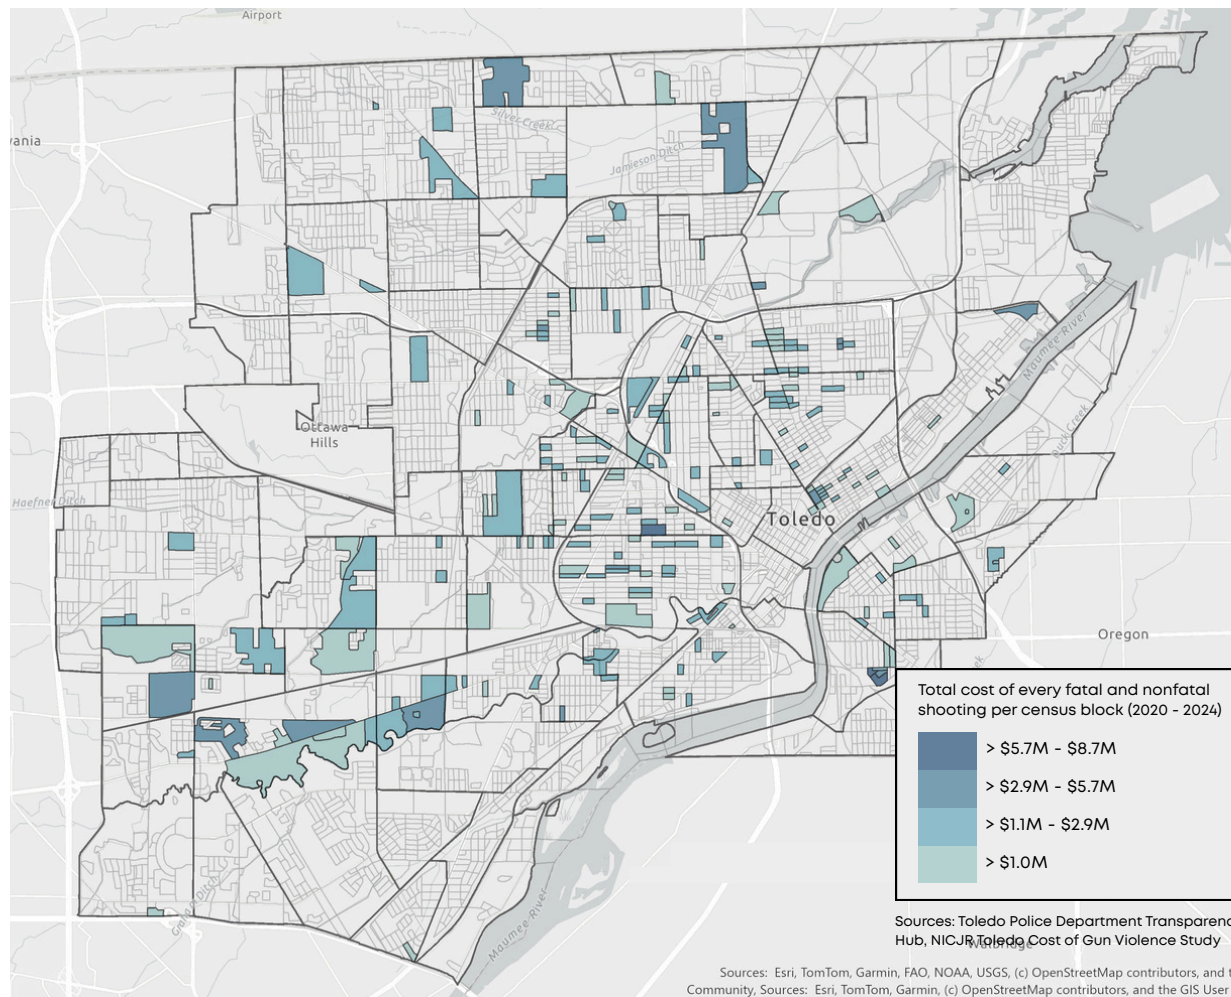 Airport
vania
Silver Creek
Jamieson Ditch
Maumee River
Ottawa
Hills
Duck Creek
Haefner Ditch
Toledo
Oregon
ek
Total cost of every fatal and nonfatal
shooting per census block (2020 - 2024)
> $5.7M - $8.7M
> $2.9M - $5.7M
> $1.1M - $2.9M
> $1.0M
Maumee River
Sources: Toledo Police Department Transparenc
Hub, NICJR Toledo Cost of Gun Violence Study
Walbridge
Sources: Esri, TomTom, Garmin, FAO, NOAA, USGS, (c) OpenStreetMap contributors, and t
Community, Sources: Esri, TomTom, Garmin, (c) OpenStreetMap contributors, and the GIS User